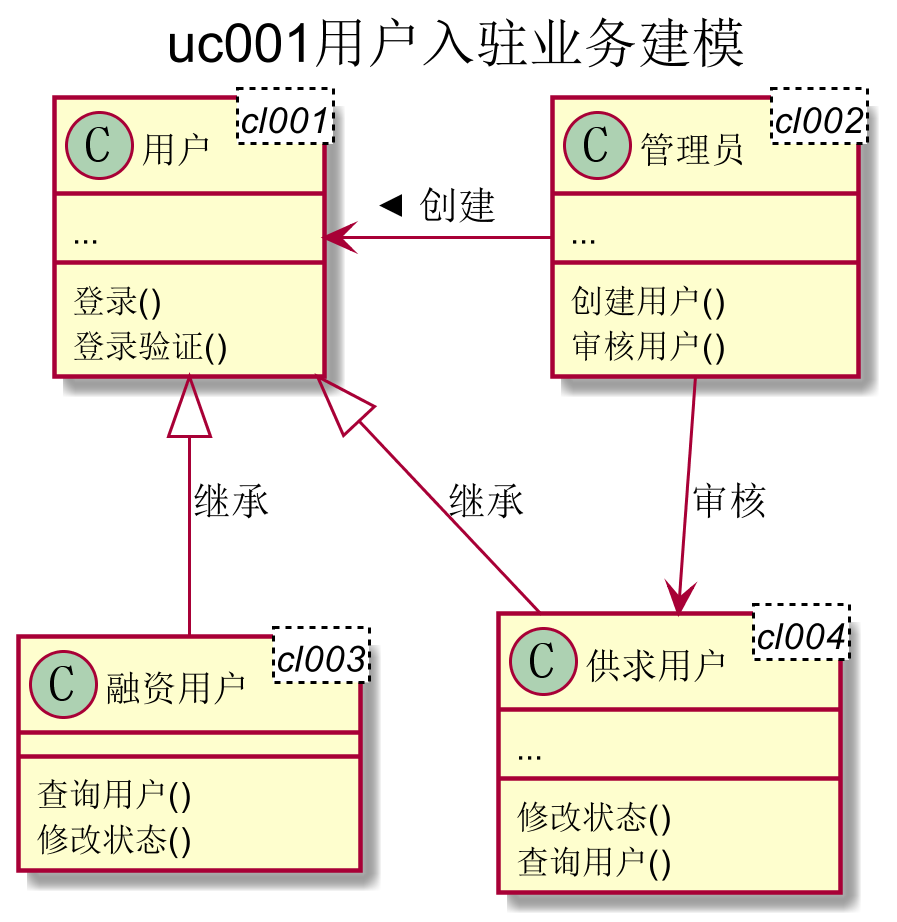 uc001用户入驻业务建模
C 用户 cl001
...
登录()
登录验证()
◄ 创建
C 管理员 cl002
...
创建用户()
审核用户()
继承
继承
审核
C 融资用户 cl003
查询用户()
修改状态()
C 供求用户 cl004
...
修改状态()
查询用户()